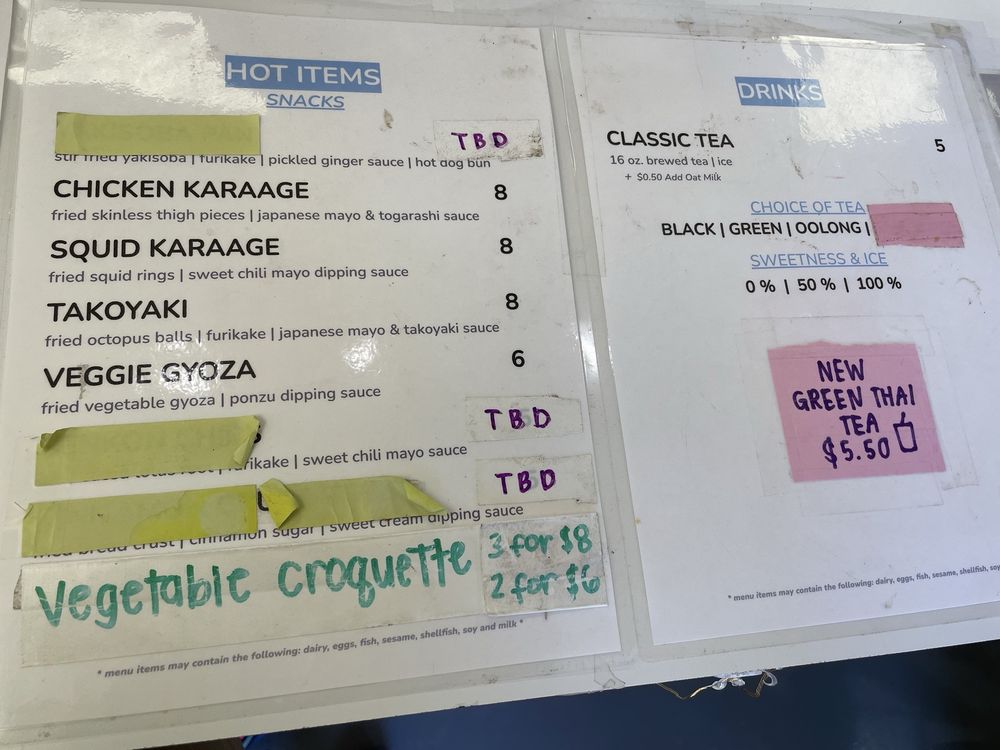 HOT ITEMS
SNACKS
TBD
stir fried yakisoba | furikake | pickled ginger sauce | hot dog bun
CHICKEN KARAAGE 8
fried skinless thigh pieces | japanese mayo & togarashi sauce
SQUID KARAAGE 8
fried squid rings | sweet chili mayo dipping sauce
TAKOYAKI 8
fried octopus balls | furikake | japanese mayo & takoyaki sauce
VEGGIE GYOZA 6
fried vegetable gyoza | ponzu dipping sauce
TBD
lotus root | furikake | sweet chili mayo sauce
TBD
fried bread crust | cinnamon sugar | sweet cream dipping sauce
Vegetable croquette 3 for $8
2 for $6
* menu items may contain the following: dairy, eggs, fish, sesame, shellfish, soy and milk *
DRINKS
CLASSIC TEA 5
16 oz. brewed tea | ice
+ $0.50 Add Oat Milk
CHOICE OF TEA
BLACK | GREEN | OOLONG |
SWEETNESS & ICE
0 % | 50 % | 100 %
NEW
GREEN THAI
TEA
$5.50
* menu items may contain the following: dairy, eggs, fish, sesame, shellfish, soy